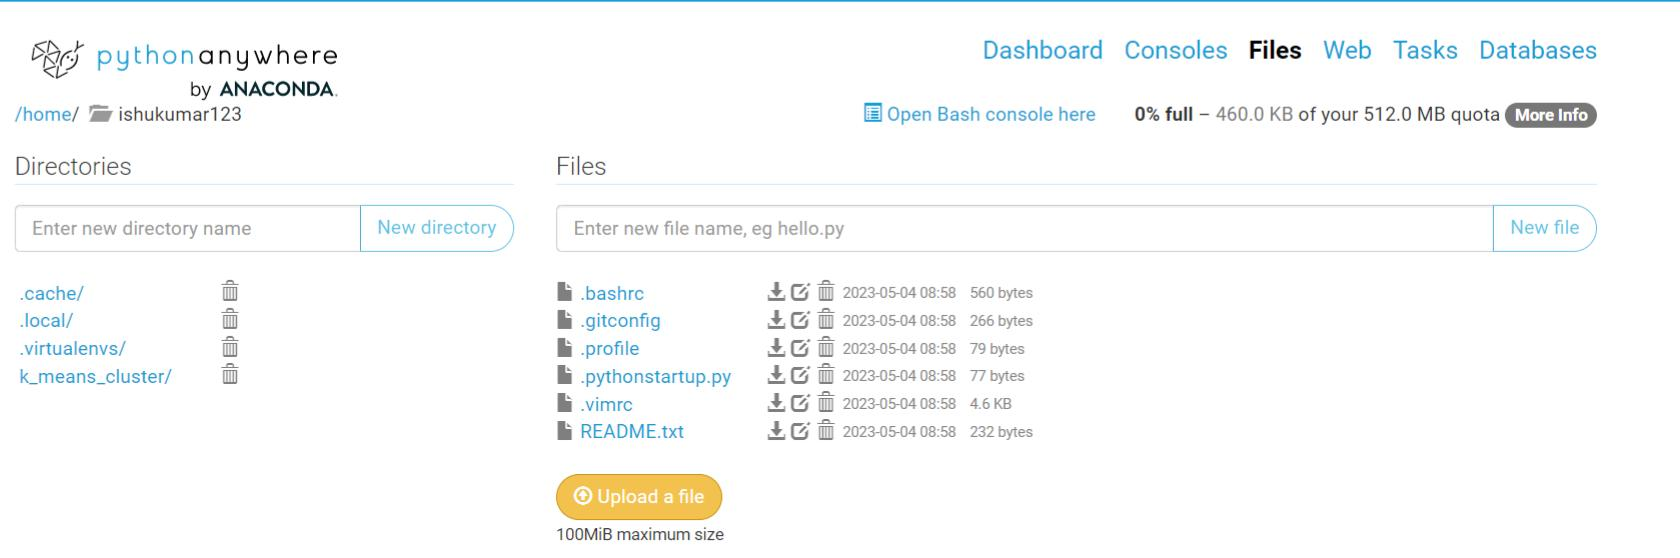 pythonanywhere
by ANACONDA.
Dashboard Consoles Files Web Tasks Databases
/home/ ishukumar123
Open Bash console here 0% full – 460.0 KB of your 512.0 MB quota More Info
Directories
Enter new directory name New directory
.cache/
.local/
.virtualenvs/
k_means_cluster/
Files
Enter new file name, eg hello.py New file
.bashrc 2023-05-04 08:58 560 bytes
.gitconfig 2023-05-04 08:58 266 bytes
.profile 2023-05-04 08:58 79 bytes
.pythonstartup.py 2023-05-04 08:58 77 bytes
.vimrc 2023-05-04 08:58 4.6 KB
README.txt 2023-05-04 08:58 232 bytes
Upload a file
100MiB maximum size